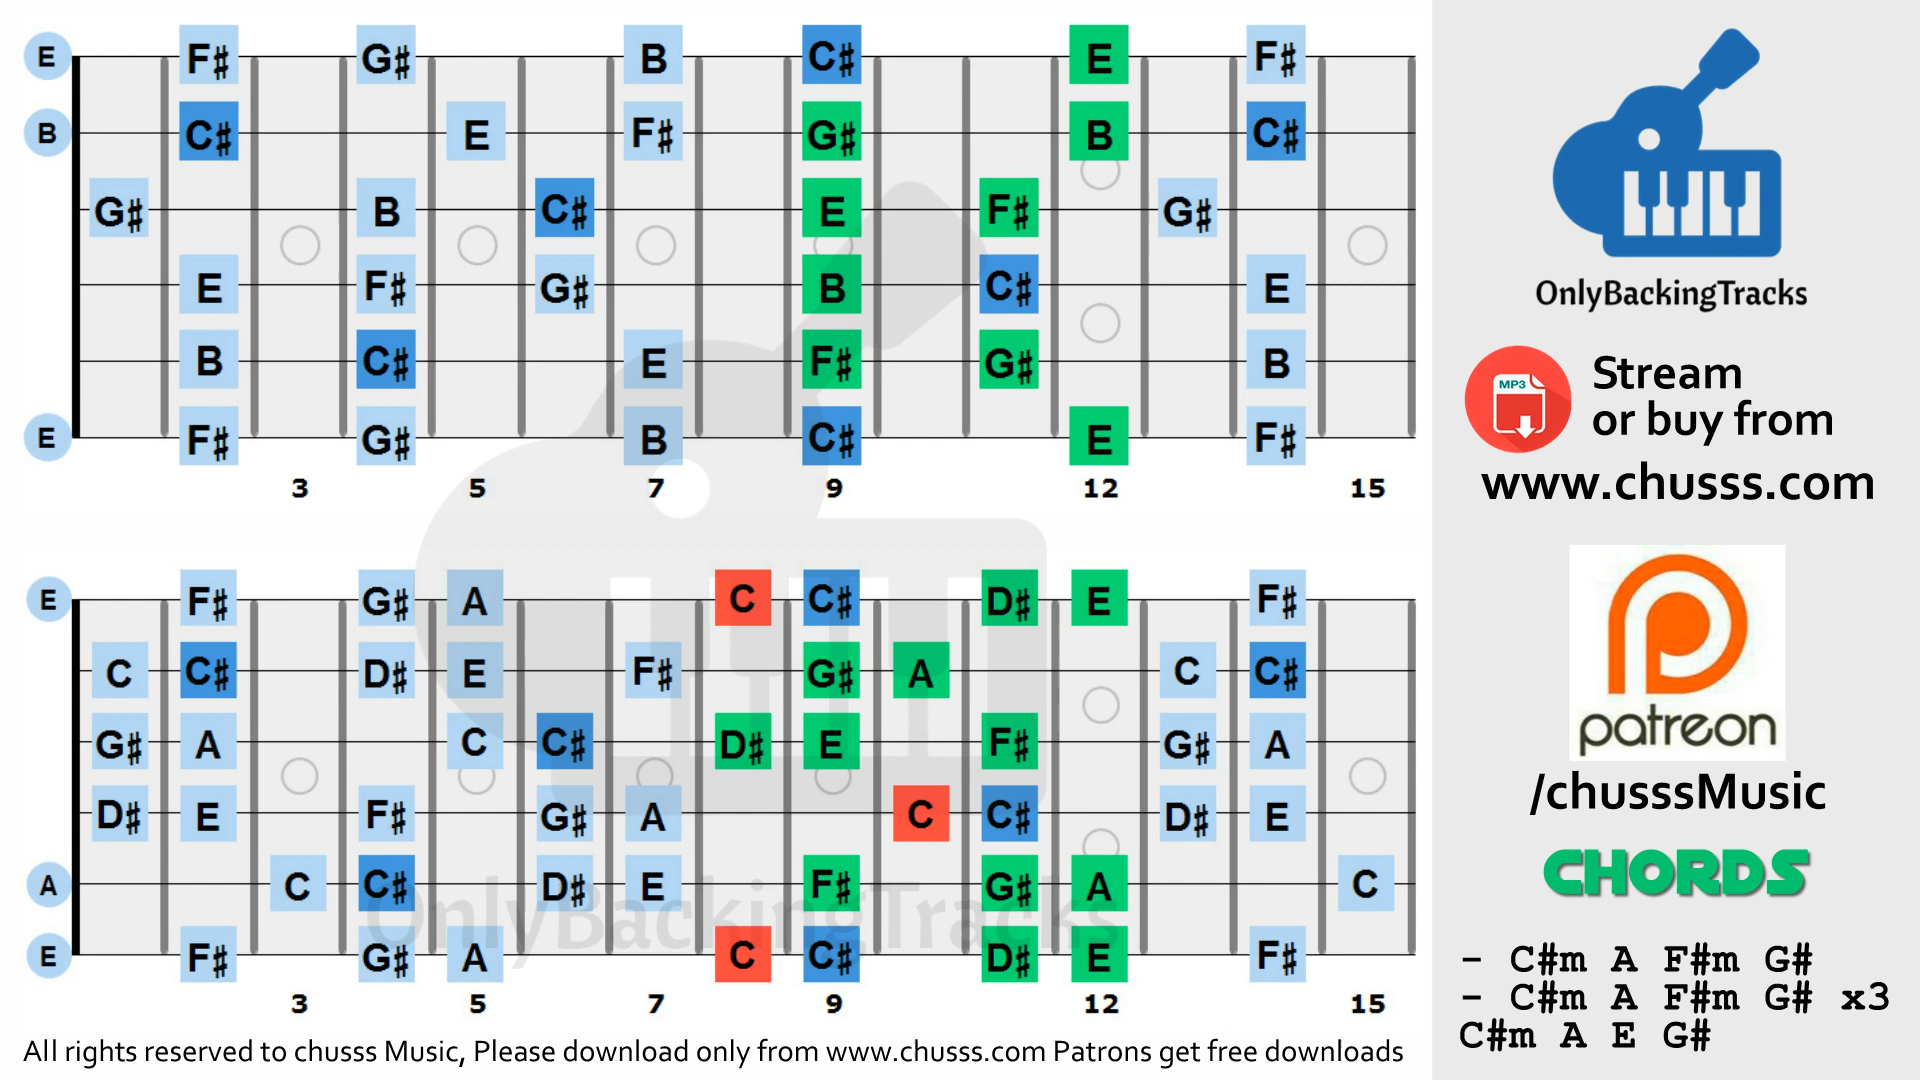 E F# G# B C# E F#
B C# E F# G# B C#
G# B C# E F# G#
E F# G# B C# E
B C# E F# G# B
E F# G# B C# E F#
3 5 7 9 12 15
E F# G# A C C# D# E F#
C C# D# E F# G# A C C#
G# A C C# D# E F# G# A
D# E F# G# A C C# D# E
A C C# D# E F# G# A C
E F# G# A C C# D# E F#
OnlyBackingTracks
3 5 7 9 12 15
All rights reserved to chusss Music, Please download only from www.chusss.com Patrons get free downloads
OnlyBackingTracks
MP3
Stream
or buy from
www.chusss.com
patreon
/chusssMusic
CHORDS
- C#m A F#m G#
- C#m A F#m G# x3
C#m A E G#